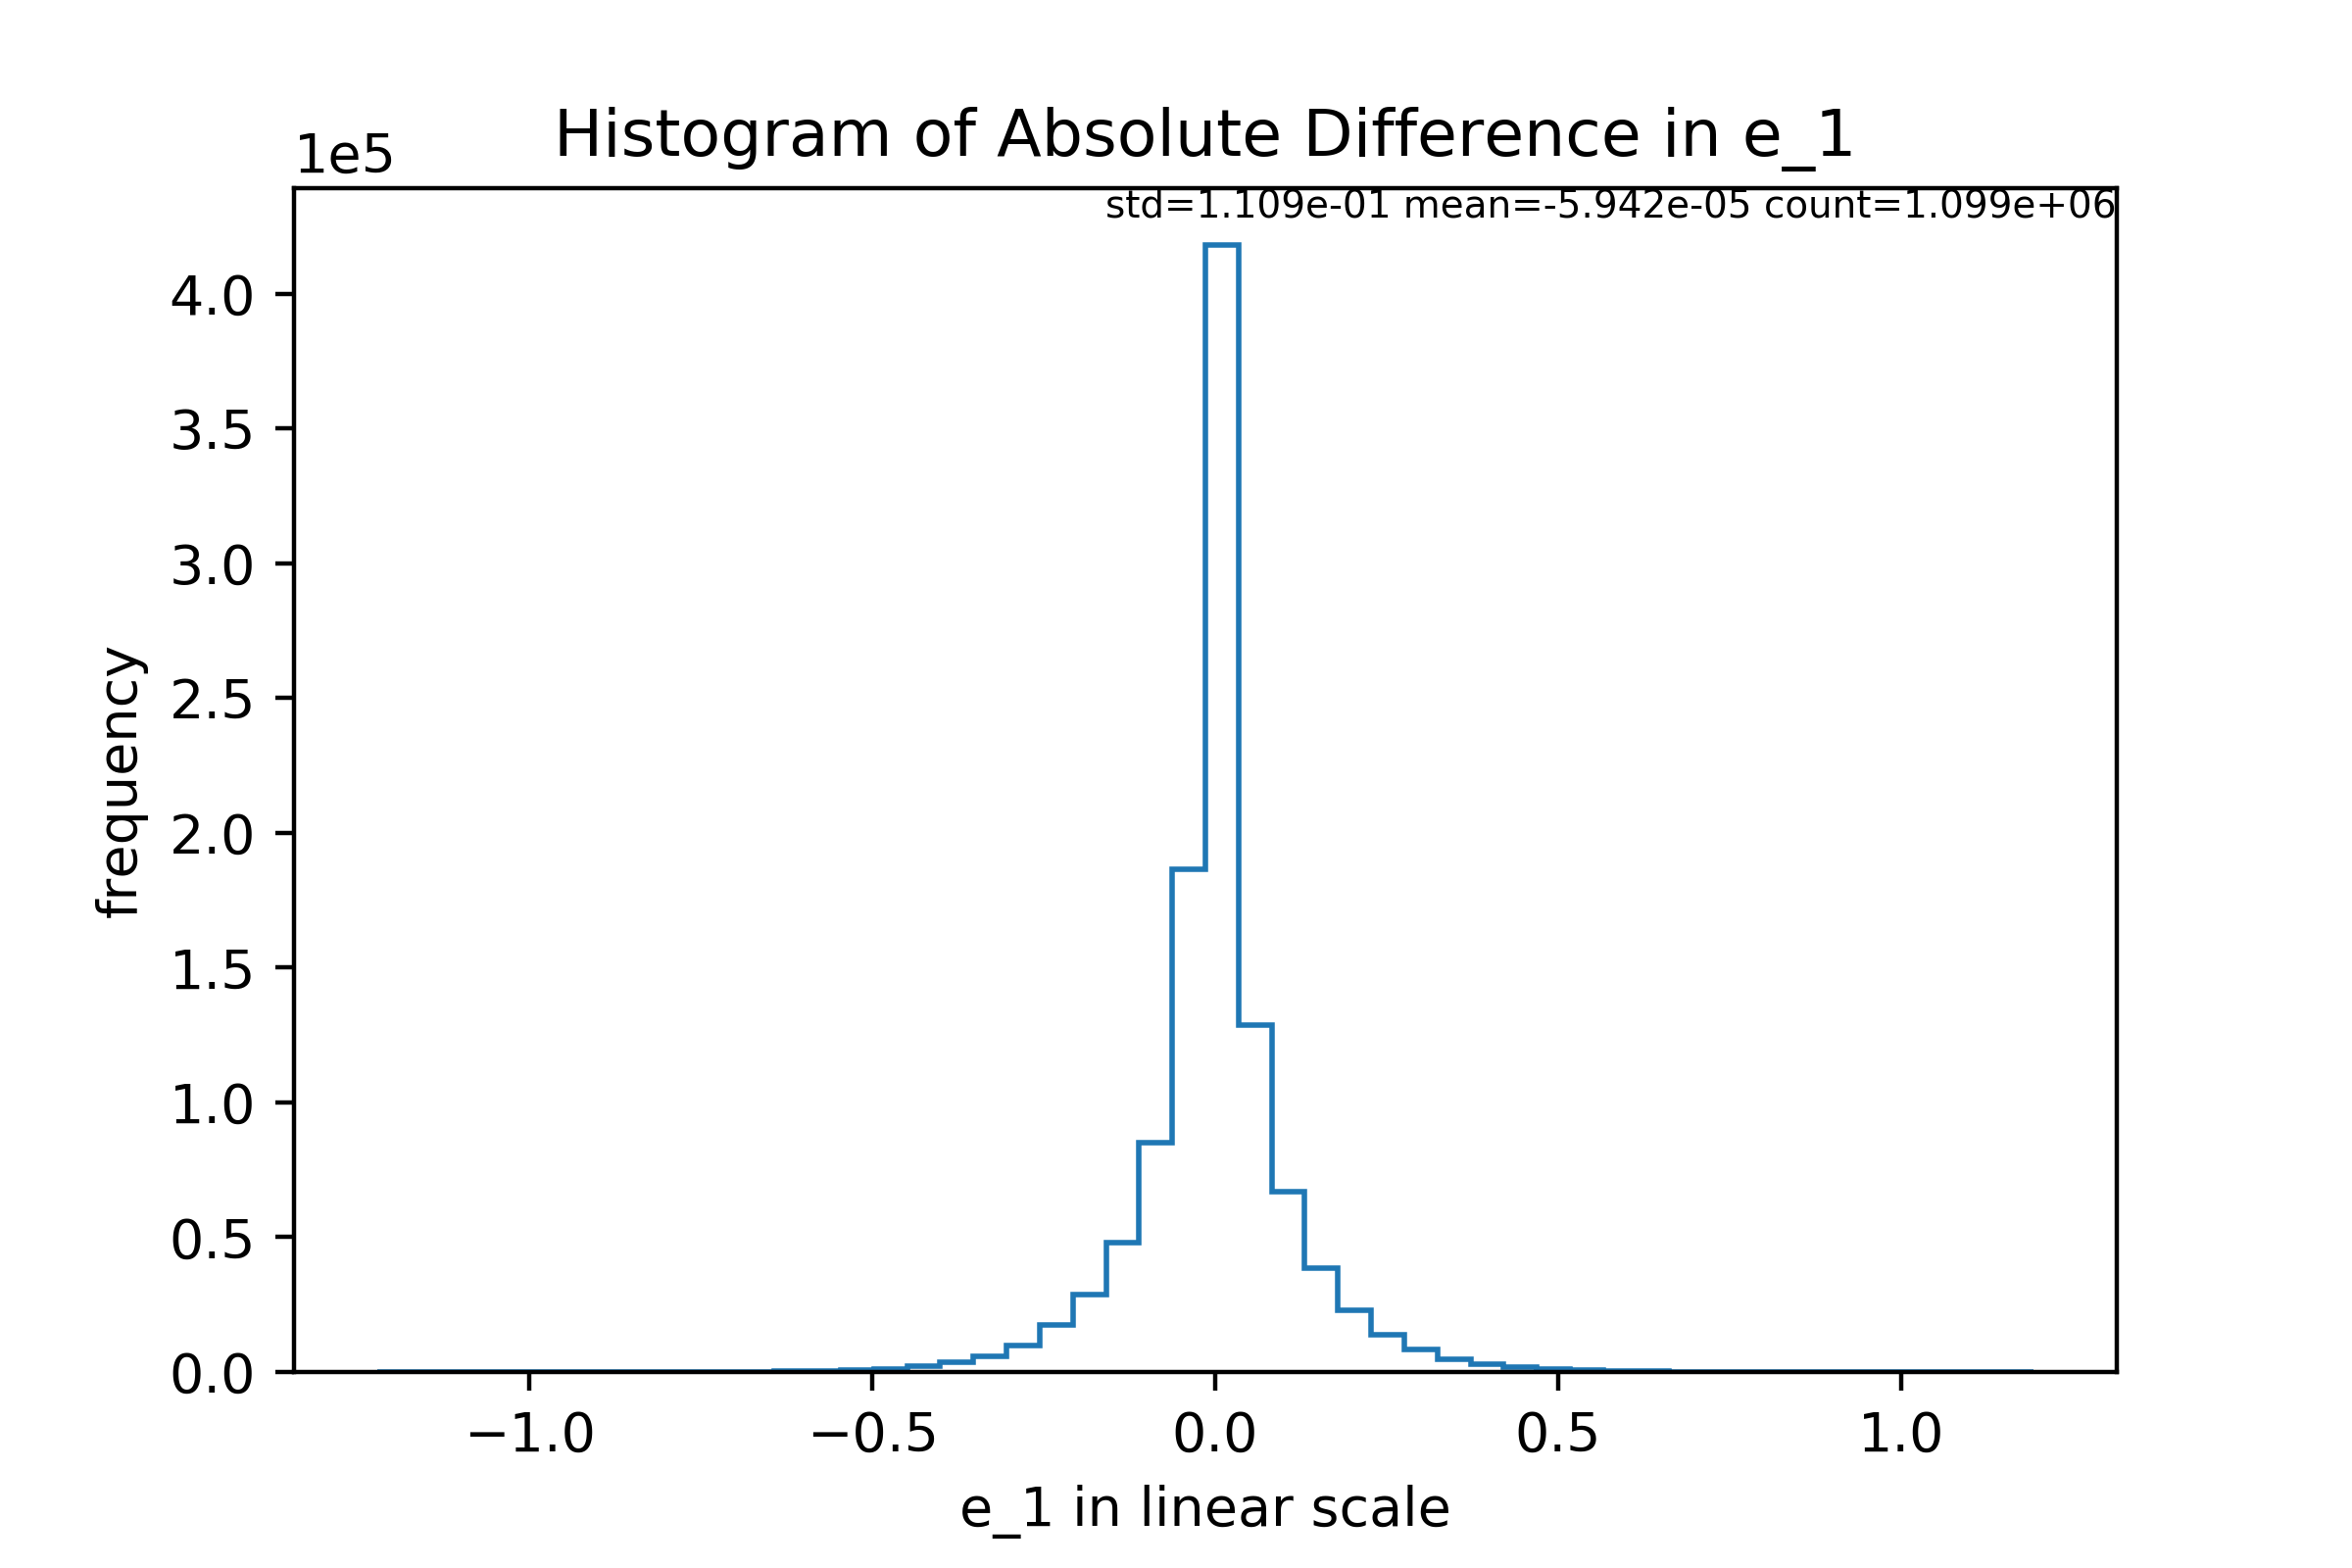 Histogram of Absolute Difference in e_1
1e5
std=1.109e-01 mean=-5.942e-05 count=1.099e+06
4.0
3.5
3.0
2.5
2.0
1.5
1.0
0.5
0.0
frequency
−1.0 −0.5 0.0 0.5 1.0
e_1 in linear scale